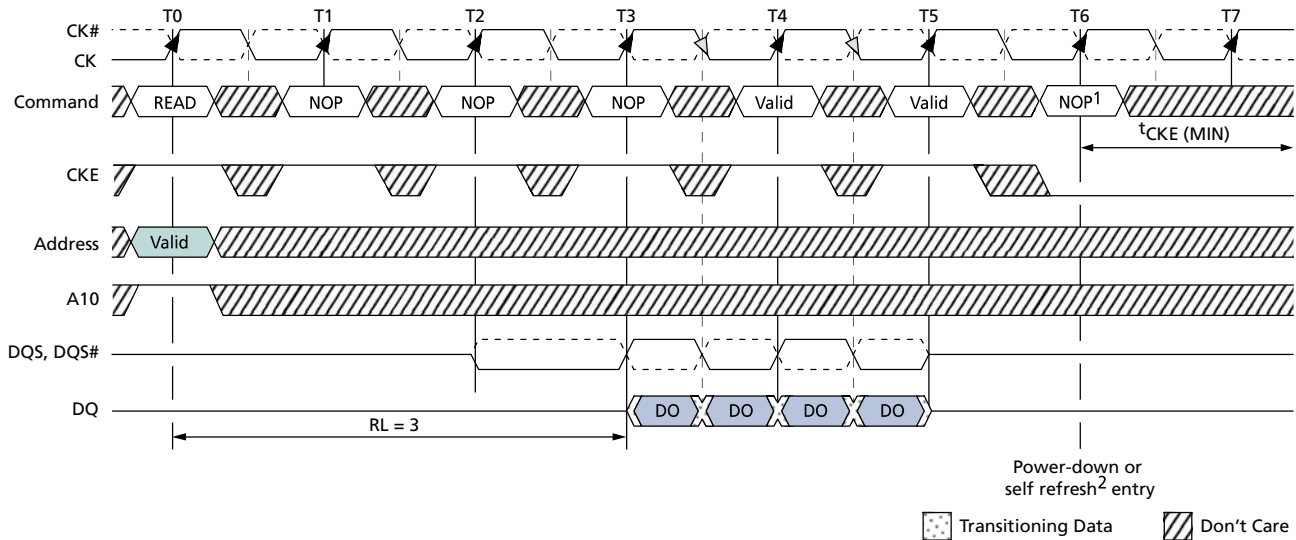 T0 T1 T2 T3 T4 T5 T6 T7
CK#
CK
Command READ NOP NOP NOP Valid Valid NOP1
tCKE (MIN)
CKE
Address Valid
A10
DQS, DQS#
DQ DO DO DO DO
RL = 3
Power-down or
self refresh2 entry
Transitioning Data Don't Care